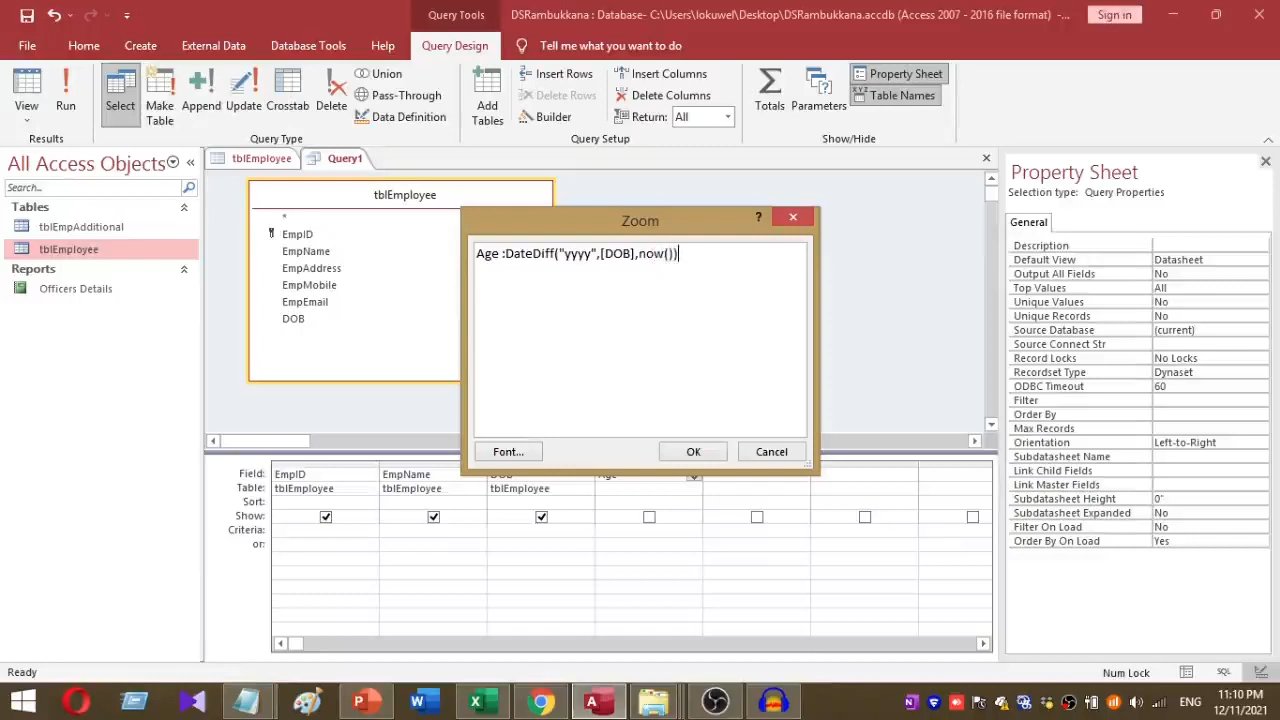 Query Tools
DSRambukkana : Database- C:\Users\lokuwel\Desktop\DSRambukkana.accdb (Access 2007 - 2016 file format) -...
Sign in
File Home Create External Data Database Tools Help Query Design Tell me what you want to do
View
Run
Select
Make
Table
Append
Update
Crosstab
Delete
Union
Pass-Through
Data Definition
Add
Tables
Insert Rows
Delete Rows
Builder
Insert Columns
Delete Columns
Return: All
Totals
Parameters
Property Sheet
Table Names
Results
Query Type
Query Setup
Show/Hide
All Access Objects
Search...
Tables
tblEmpAdditional
tblEmployee
Reports
Officers Details
tblEmployee
Query1
tblEmployee
*
EmpID
EmpName
EmpAddress
EmpMobile
EmpEmail
DOB
Zoom
?
Age :DateDiff("yyyy",[DOB],now())
Font...
OK
Cancel
Field: EmpID EmpName
Table: tblEmployee tblEmployee tblEmployee
Sort:
Show:
Criteria:
or:
Property Sheet
Selection type: Query Properties
General
Description
Default View Datasheet
Output All Fields No
Top Values All
Unique Values No
Unique Records No
Source Database (current)
Source Connect Str
Record Locks No Locks
Recordset Type Dynaset
ODBC Timeout 60
Filter
Order By
Max Records
Orientation Left-to-Right
Subdatasheet Name
Link Child Fields
Link Master Fields
Subdatasheet Height 0"
Subdatasheet Expanded No
Filter On Load No
Order By On Load Yes
Ready
Num Lock
SQL
ENG
11:10 PM
12/11/2021